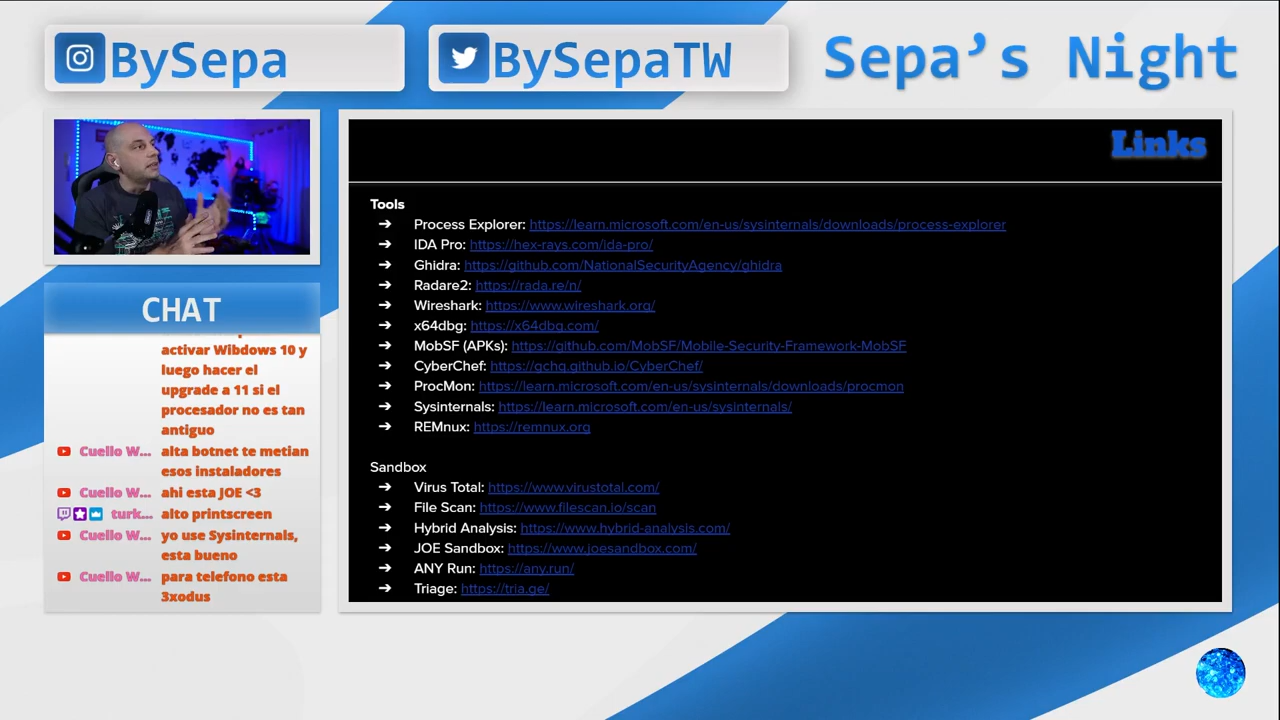 BySepa
BySepaTW
Sepa's Night
Links
Tools
➔ Process Explorer: https://learn.microsoft.com/en-us/sysinternals/downloads/process-explorer
➔ IDA Pro: https://hex-rays.com/ida-pro/
➔ Ghidra: https://github.com/NationalSecurityAgency/ghidra
➔ Radare2: https://rada.re/n/
➔ Wireshark: https://www.wireshark.org/
➔ x64dbg: https://x64dbg.com/
➔ MobSF (APKs): https://github.com/MobSF/Mobile-Security-Framework-MobSF
➔ CyberChef: https://gchq.github.io/CyberChef/
➔ ProcMon: https://learn.microsoft.com/en-us/sysinternals/downloads/procmon
➔ Sysinternals: https://learn.microsoft.com/en-us/sysinternals/
➔ REMnux: https://remnux.org
Sandbox
➔ Virus Total: https://www.virustotal.com/
➔ File Scan: https://www.filescan.io/scan
➔ Hybrid Analysis: https://www.hybrid-analysis.com/
➔ JOE Sandbox: https://www.joesandbox.com/
➔ ANY Run: https://any.run/
➔ Triage: https://tria.ge/
CHAT
activar Wibdows 10 y
luego hacer el
upgrade a 11 si el
procesador no es tan
antiguo
Cuello W... alta botnet te metian
esos instaladores
Cuello W... ahi esta JOE <3
turk... alto printscreen
Cuello W... yo use Sysinternals,
esta bueno
Cuello W... para telefono esta
3xodus